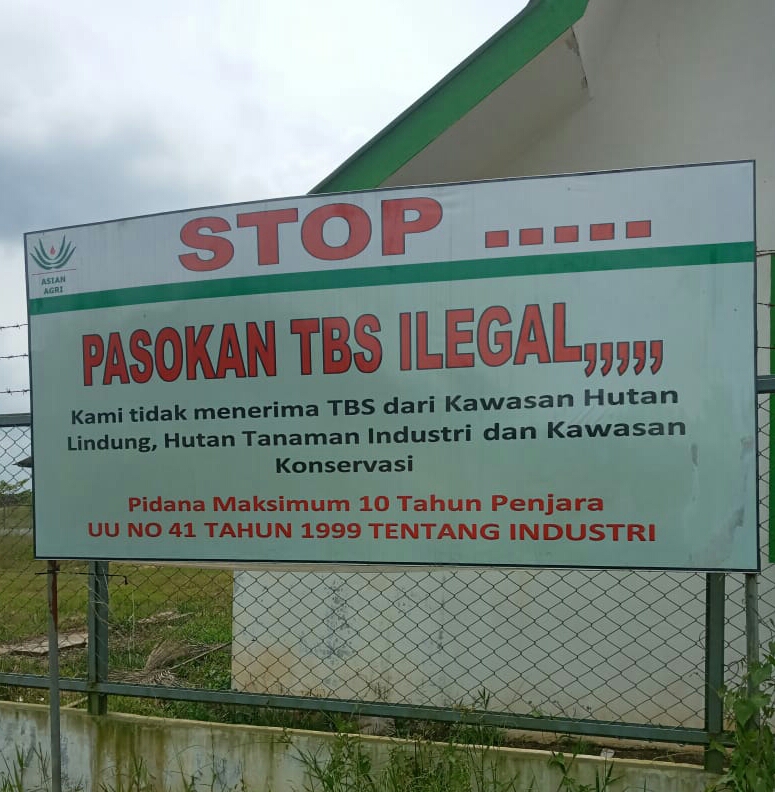 STOP .....
ASIAN
AGRI
PASOKAN TBS ILEGAL,,,,,
Kami tidak menerima TBS dari Kawasan Hutan
Lindung, Hutan Tanaman Industri dan Kawasan
Konservasi
Pidana Maksimum 10 Tahun Penjara
UU NO 41 TAHUN 1999 TENTANG INDUSTRI